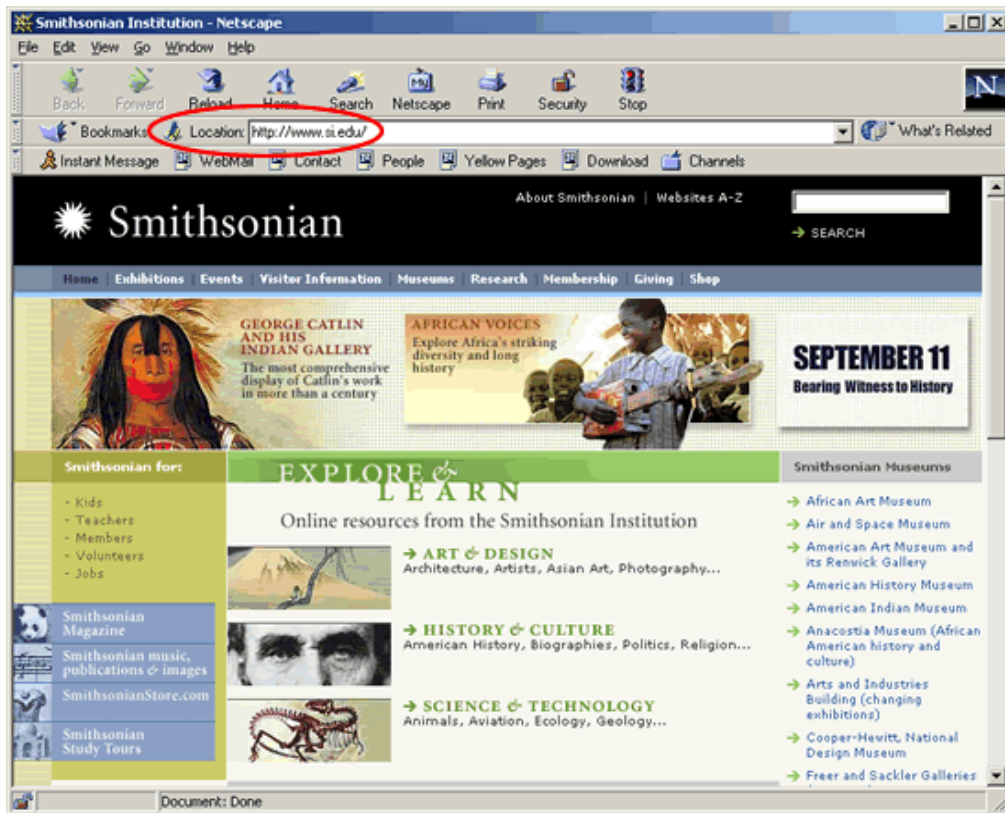 Smithsonian Institution - Netscape
File Edit View Go Window Help
Back Forward Reload Home Search Netscape Print Security Stop
N
Bookmarks Location: http://www.si.edu/ What's Related
Instant Message WebMail Contact People Yellow Pages Download Channels
About Smithsonian | Websites A-Z
Smithsonian
SEARCH
Home | Exhibitions | Events | Visitor Information | Museums | Research | Membership | Giving | Shop
GEORGE CATLIN
AND HIS
INDIAN GALLERY
The most comprehensive
display of Catlin's work
in more than a century
AFRICAN VOICES
Explore Africa's striking
diversity and long
history
SEPTEMBER 11
Bearing Witness to History
Smithsonian for:
- Kids
- Teachers
- Members
- Volunteers
- Jobs
Smithsonian
Magazine
Smithsonian music,
publications & images
SmithsonianStore.com
Smithsonian
Study Tours
EXPLORE &
LEARN
Online resources from the Smithsonian Institution
ART & DESIGN
Architecture, Artists, Asian Art, Photography...
HISTORY & CULTURE
American History, Biographies, Politics, Religion...
SCIENCE & TECHNOLOGY
Animals, Aviation, Ecology, Geology...
Smithsonian Museums
African Art Museum
Air and Space Museum
American Art Museum and
its Renwick Gallery
American History Museum
American Indian Museum
Anacostia Museum (African
American history and
culture)
Arts and Industries
Building (changing
exhibitions)
Cooper-Hewitt, National
Design Museum
Freer and Sackler Galleries
Document: Done